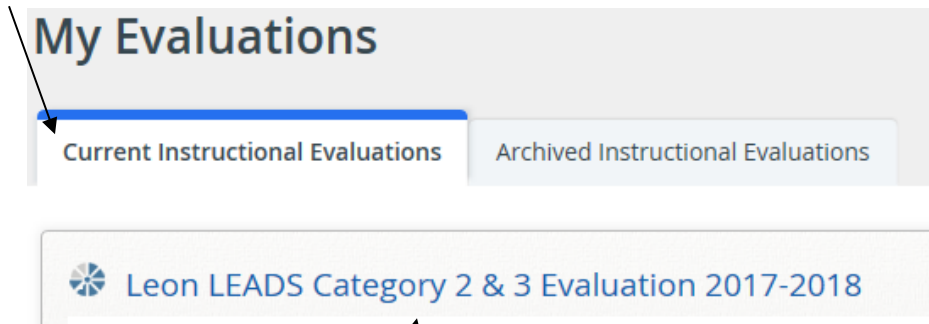 My Evaluations
Current Instructional Evaluations Archived Instructional Evaluations
Leon LEADS Category 2 & 3 Evaluation 2017-2018